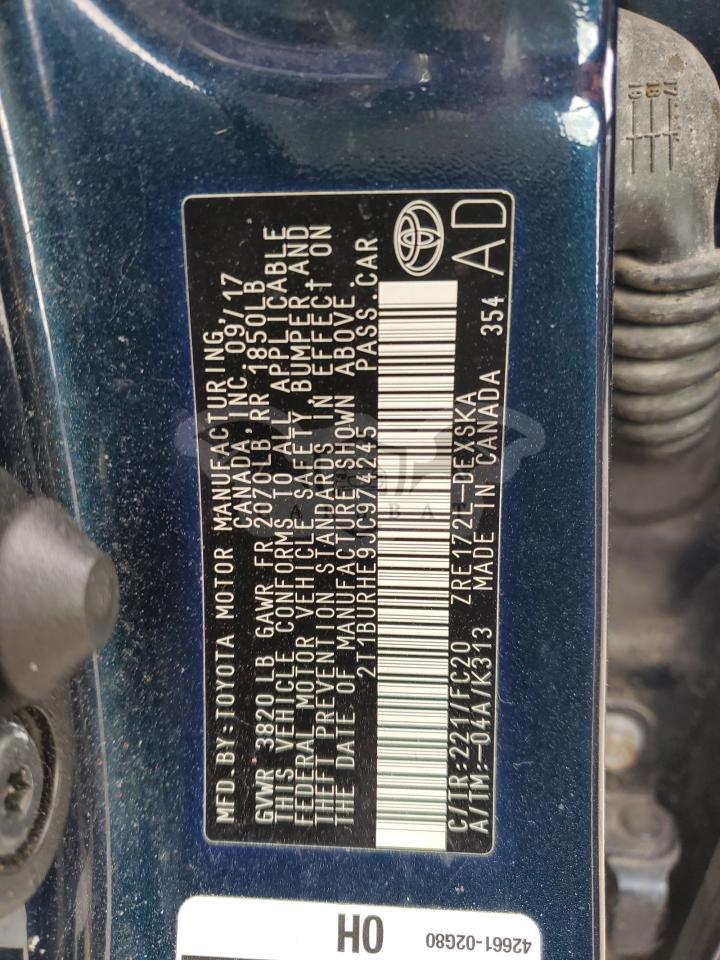 MFD. BY: TOYOTA MOTOR MANUFACTURING,
CANADA, INC. 09/17
GVWR 3820 LB GAWR FR 2070LB, RR 1850LB
THIS VEHICLE CONFORMS TO ALL APPLICABLE
FEDERAL MOTOR VEHICLE SAFETY, BUMPER, AND
THEFT PREVENTION STANDARDS IN EFFECT ON
THE DATE OF MANUFACTURE SHOWN ABOVE.
2T1BURHE9JC974245 PASS.CAR
C/TR:221/FC20 ZRE172L-DEXSKA
A/TM:-04A/K313 MADE IN CANADA 354
AD
0H 42661-02G80
17
B